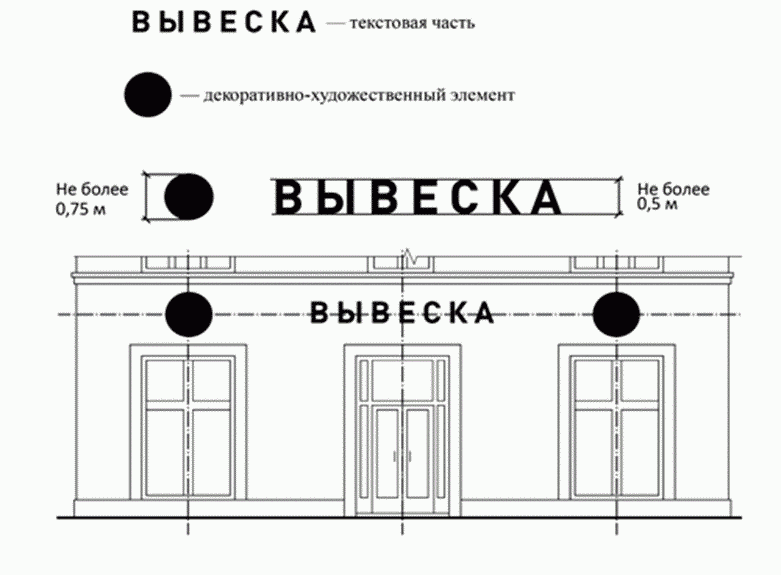 ВЫВЕСКА — текстовая часть
— декоративно-художественный элемент
Не более
0,75 м
ВЫВЕСКА
Не более
0,5 м
ВЫВЕСКА